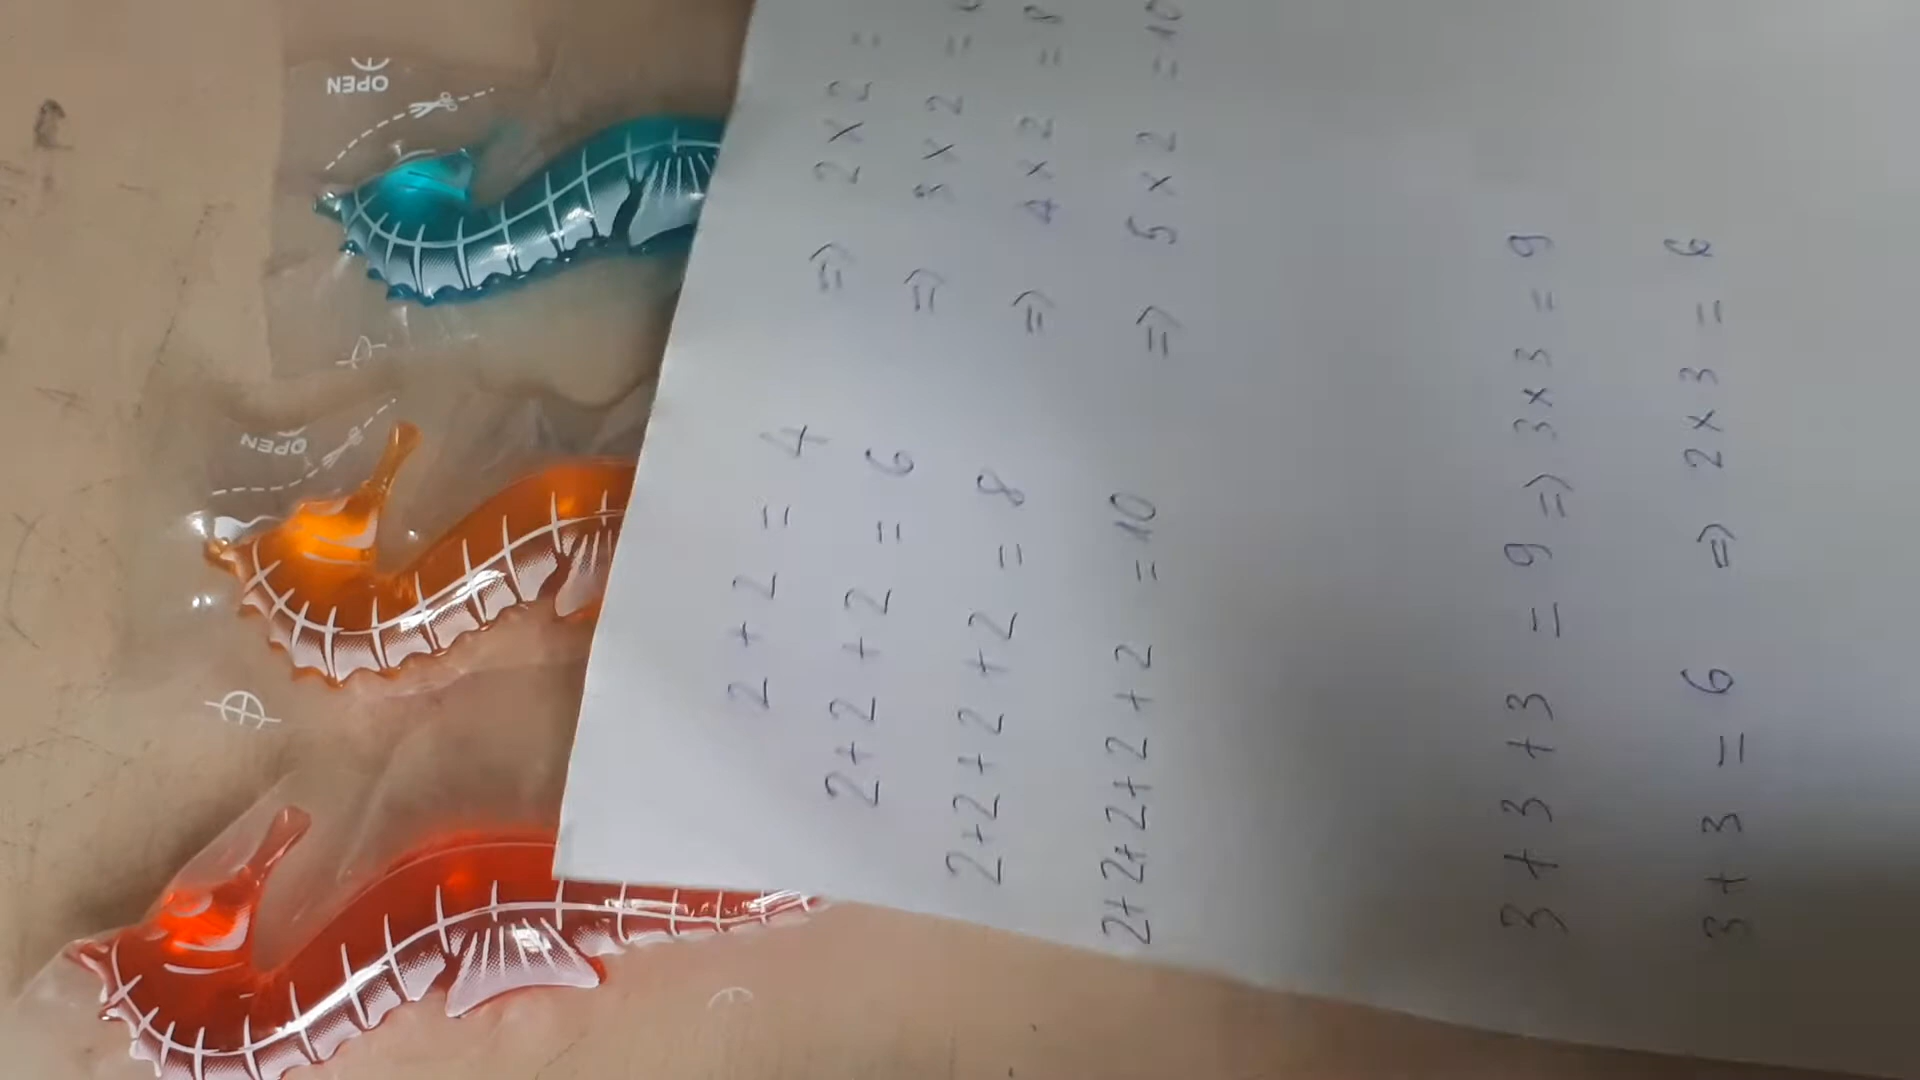 OPEN
OPEN
2 + 2 = 4 => 2 x 2 =
2 + 2 + 2 = 6 => 3 x 2 =
2 + 2 + 2 + 2 = 8 => 4 x 2 = 8
2 + 2 + 2 + 2 + 2 = 10 => 5 x 2 = 10
3 + 3 + 3 = 9 => 3 x 3 = 9
3 + 3 = 6 => 2 x 3 = 6